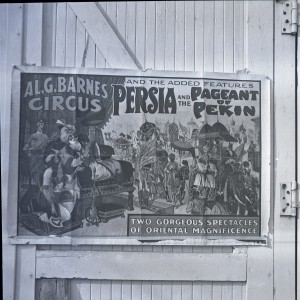 AL.G.BARNES
CIRCUS
AND THE ADDED FEATURES
PERSIA AND THE PAGEANT OF PEKIN
TWO GORGEOUS SPECTACLES
OF ORIENTAL MAGNIFICENCE